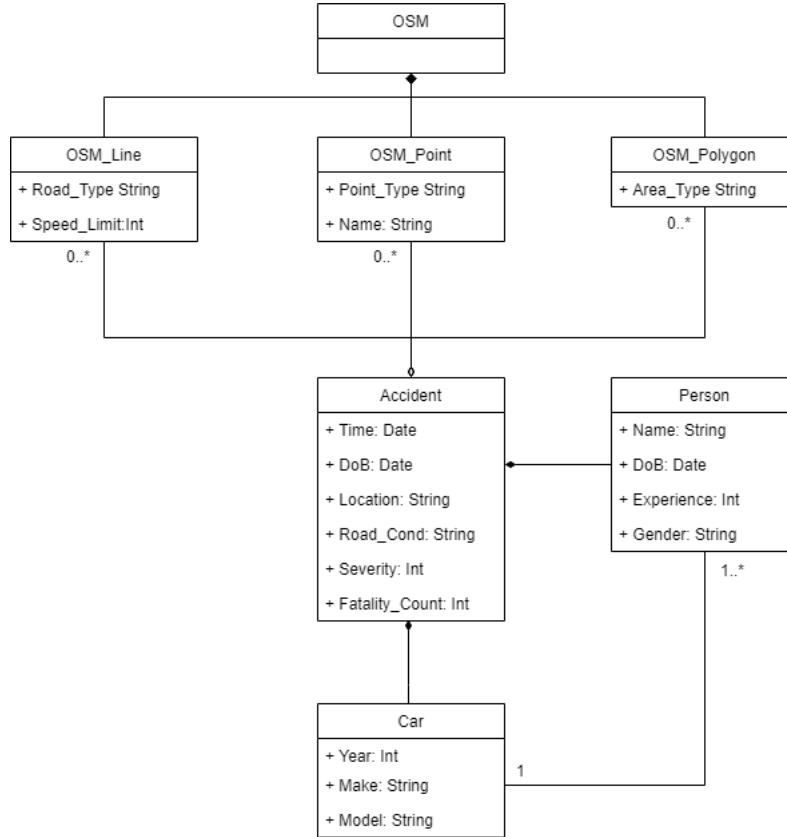 OSM
OSM_Line
+ Road_Type String
+ Speed_Limit:Int
0..*
OSM_Point
+ Point_Type String
+ Name: String
0..*
OSM_Polygon
+ Area_Type String
0..*
Accident
+ Time: Date
+ DoB: Date
+ Location: String
+ Road_Cond: String
+ Severity: Int
+ Fatality_Count: Int
Person
+ Name: String
+ DoB: Date
+ Experience: Int
+ Gender: String
1..*
Car
+ Year: Int
+ Make: String
+ Model: String
1